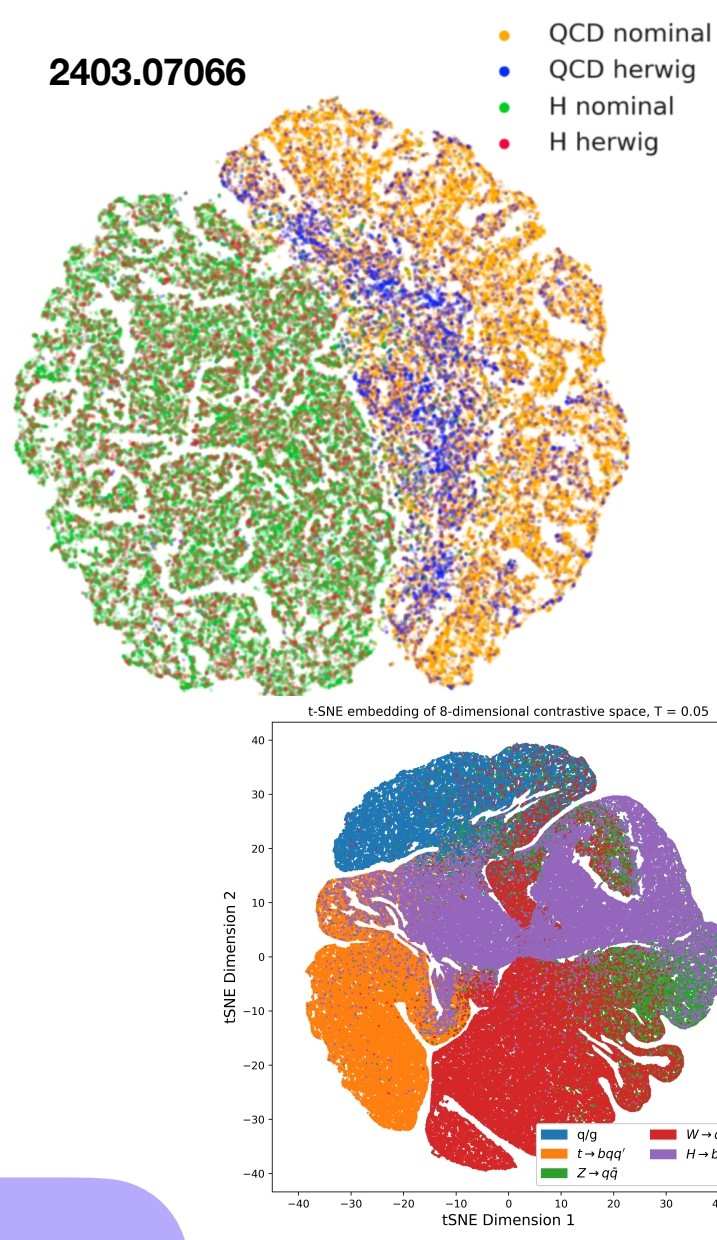 QCD nominal
2403.07066
QCD herwig
H nominal
H herwig
t-SNE embedding of 8-dimensional contrastive space, T = 0.05
40
30
20
10
0
−10
−20
−30
−40
tSNE Dimension 2
q/g
t → bqq′
Z → qq̄
W →
H →
−40 −30 −20 −10 0 10 20 30
tSNE Dimension 1